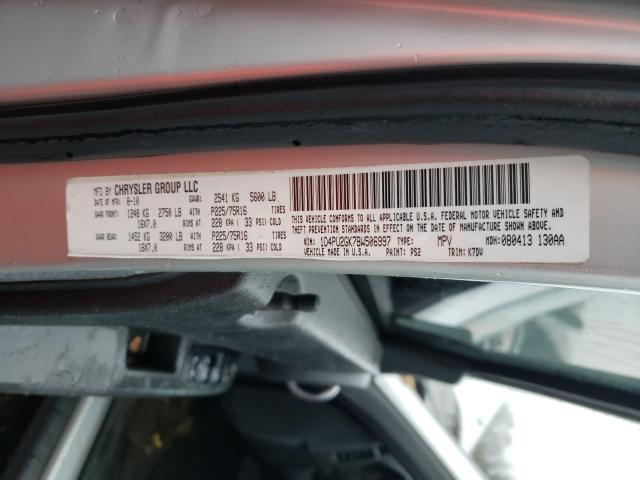 MFD BY CHRYSLER GROUP LLC
DATE OF MFR 8-10 GVWR: 2541 KG 5600 LB
GAWR FRONT 1248 KG 2750 LB WITH P225/75R16 TIRES
16X7.0 RIMS AT 228 KPA ( 33 PSI) COLD
GAWR REAR 1452 KG 3200 LB WITH P225/75R16 TIRES
16X7.0 RIMS AT 228 KPA ( 33 PSI) COLD
THIS VEHICLE CONFORMS TO ALL APPLICABLE U.S.A. FEDERAL MOTOR VEHICLE SAFETY AND
THEFT PREVENTION STANDARDS IN EFFECT ON THE DATE OF MANUFACTURE SHOWN ABOVE.
VIN: 1D4PU2GK7BW506997 TYPE: MPV MDH: 080413 130AA
VEHICLE MADE IN U.S.A. PAINT: PS2 TRIM: K7DV